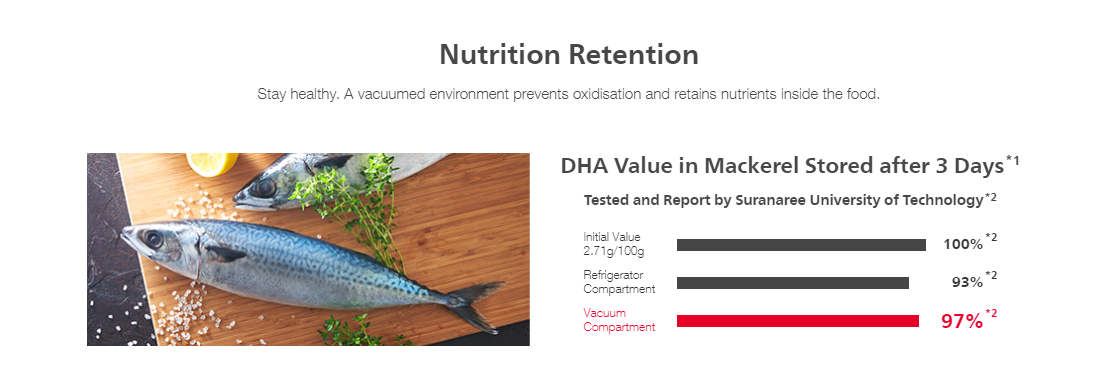 Nutrition Retention
Stay healthy. A vacuumed environment prevents oxidisation and retains nutrients inside the food.
DHA Value in Mackerel Stored after 3 Days*1
Tested and Report by Suranaree University of Technology*2
Initial Value
2.71g/100g
100%*2
Refrigerator
Compartment
93%*2
Vacuum
Compartment
97%*2